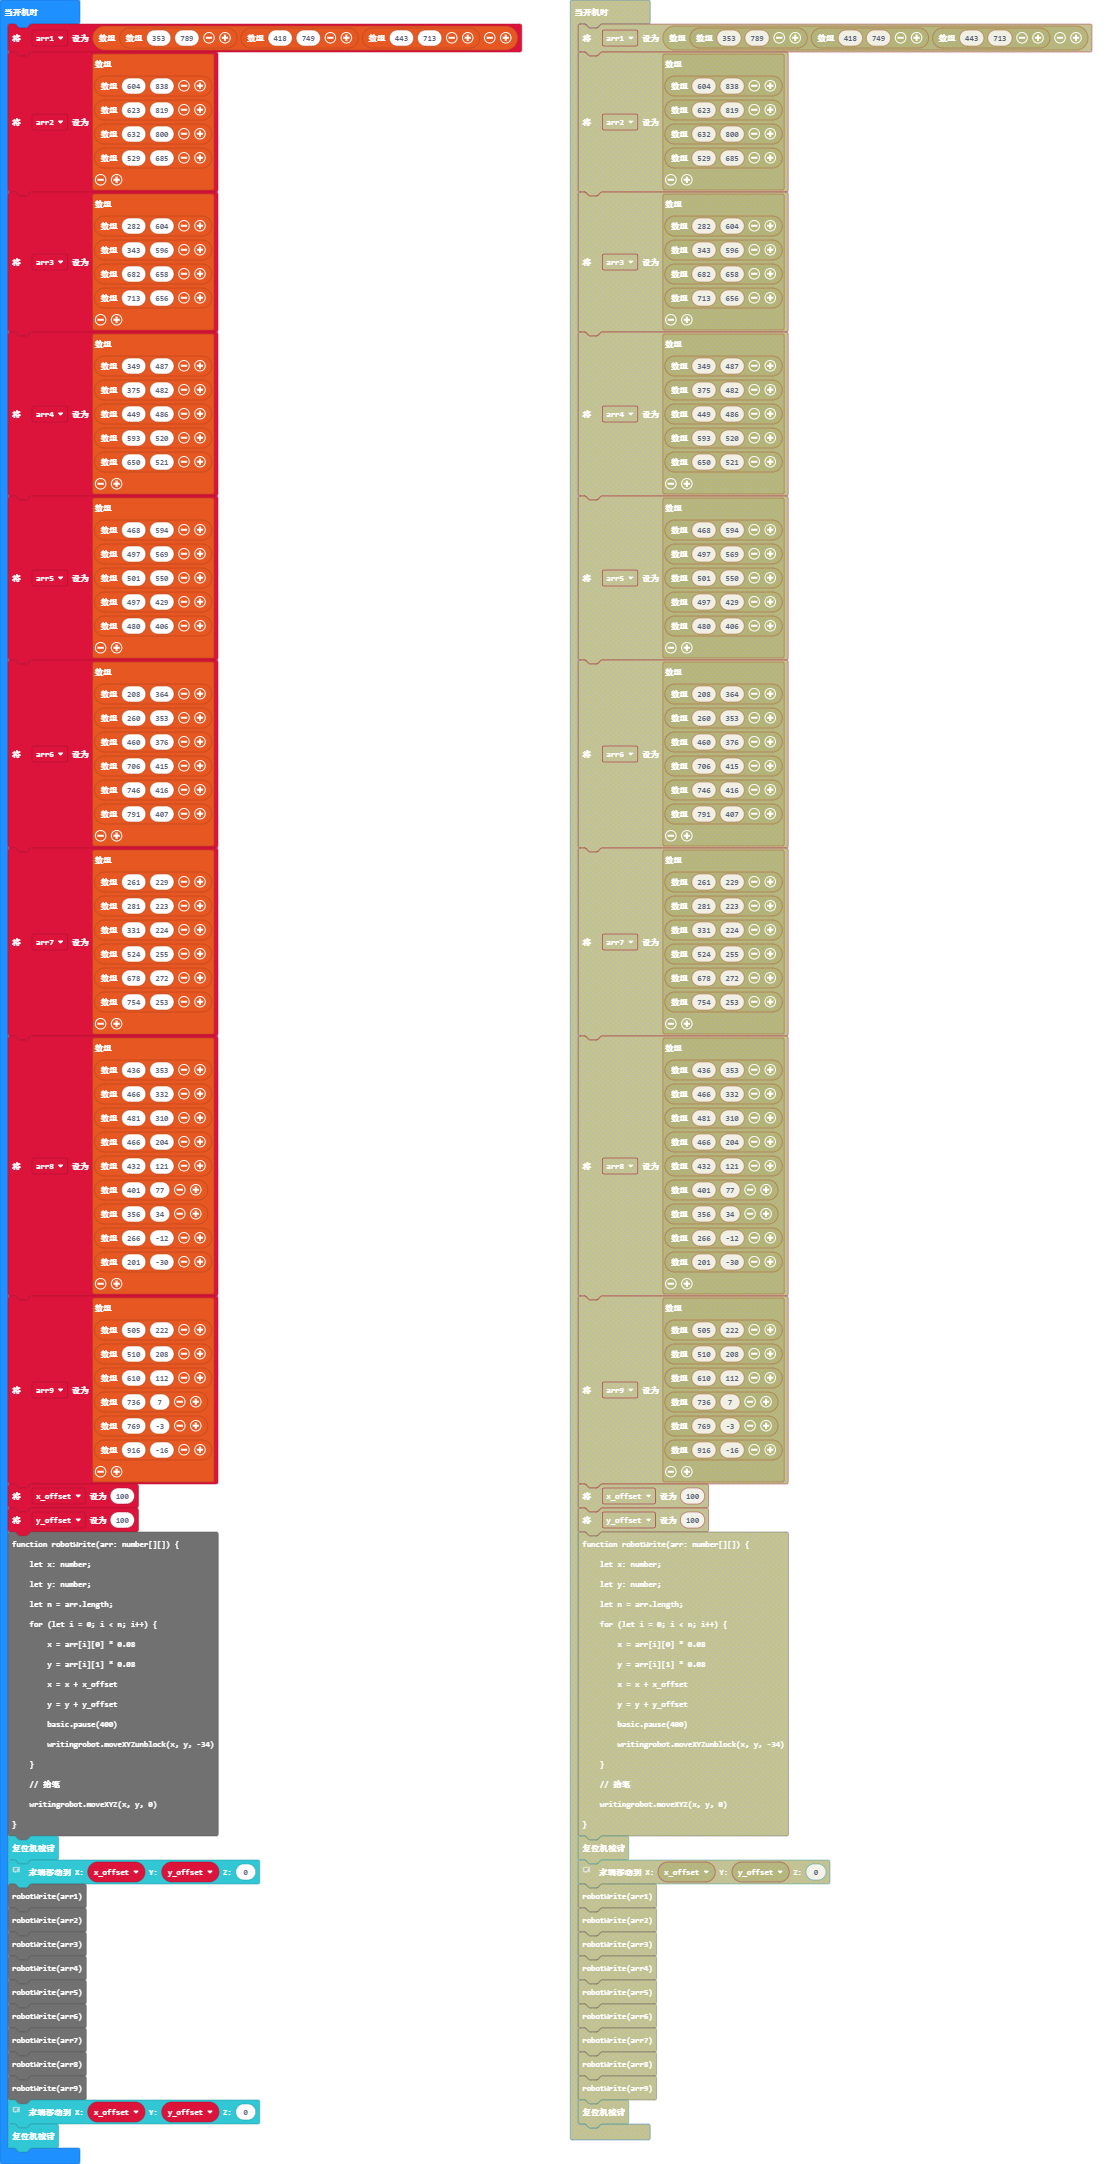 当开机时
将 arr1 设为 数组 数组 353 789 数组 418 749 数组 443 713
将 arr2 设为
数组
数组 604 838
数组 623 819
数组 632 800
数组 529 685
将 arr3 设为
数组
数组 282 604
数组 343 596
数组 682 658
数组 713 656
将 arr4 设为
数组
数组 349 487
数组 375 482
数组 449 486
数组 593 520
数组 650 521
将 arr5 设为
数组
数组 468 594
数组 497 569
数组 501 550
数组 497 429
数组 480 406
将 arr6 设为
数组
数组 208 364
数组 260 353
数组 460 376
数组 706 415
数组 746 416
数组 791 407
将 arr7 设为
数组
数组 261 229
数组 281 223
数组 331 224
数组 524 255
数组 678 272
数组 754 253
将 arr8 设为
数组
数组 436 353
数组 466 332
数组 481 310
数组 466 204
数组 432 121
数组 401 77
数组 356 34
数组 266 -12
数组 201 -30
将 arr9 设为
数组
数组 505 222
数组 510 208
数组 610 112
数组 736 7
数组 769 -3
数组 916 -16
将 x_offset 设为 100
将 y_offset 设为 100
function robotWrite(arr: number[][]) {
let x: number;
let y: number;
let n = arr.length;
for (let i = 0; i < n; i++) {
x = arr[i][0] * 0.08
y = arr[i][1] * 0.08
x = x + x_offset
y = y + y_offset
basic.pause(400)
writingrobot.moveXYZunblock(x, y, -34)
}
// 抬笔
writingrobot.moveXYZ(x, y, 0)
}
复位机械臂
末端移动到 X: x_offset Y: y_offset Z: 0
robotWrite(arr1)
robotWrite(arr2)
robotWrite(arr3)
robotWrite(arr4)
robotWrite(arr5)
robotWrite(arr6)
robotWrite(arr7)
robotWrite(arr8)
robotWrite(arr9)
末端移动到 X: x_offset Y: y_offset Z: 0
复位机械臂
当开机时
将 arr1 设为 数组 数组 353 789 数组 418 749 数组 443 713
将 arr2 设为
数组
数组 604 838
数组 623 819
数组 632 800
数组 529 685
将 arr3 设为
数组
数组 282 604
数组 343 596
数组 682 658
数组 713 656
将 arr4 设为
数组
数组 349 487
数组 375 482
数组 449 486
数组 593 520
数组 650 521
将 arr5 设为
数组
数组 468 594
数组 497 569
数组 501 550
数组 497 429
数组 480 406
将 arr6 设为
数组
数组 208 364
数组 260 353
数组 460 376
数组 706 415
数组 746 416
数组 791 407
将 arr7 设为
数组
数组 261 229
数组 281 223
数组 331 224
数组 524 255
数组 678 272
数组 754 253
将 arr8 设为
数组
数组 436 353
数组 466 332
数组 481 310
数组 466 204
数组 432 121
数组 401 77
数组 356 34
数组 266 -12
数组 201 -30
将 arr9 设为
数组
数组 505 222
数组 510 208
数组 610 112
数组 736 7
数组 769 -3
数组 916 -16
将 x_offset 设为 100
将 y_offset 设为 100
function robotWrite(arr: number[][]) {
let x: number;
let y: number;
let n = arr.length;
for (let i = 0; i < n; i++) {
x = arr[i][0] * 0.08
y = arr[i][1] * 0.08
x = x + x_offset
y = y + y_offset
basic.pause(400)
writingrobot.moveXYZunblock(x, y, -34)
}
// 抬笔
writingrobot.moveXYZ(x, y, 0)
}
复位机械臂
末端移动到 X: x_offset Y: y_offset Z: 0
robotWrite(arr1)
robotWrite(arr2)
robotWrite(arr3)
robotWrite(arr4)
robotWrite(arr5)
robotWrite(arr6)
robotWrite(arr7)
robotWrite(arr8)
robotWrite(arr9)
复位机械臂